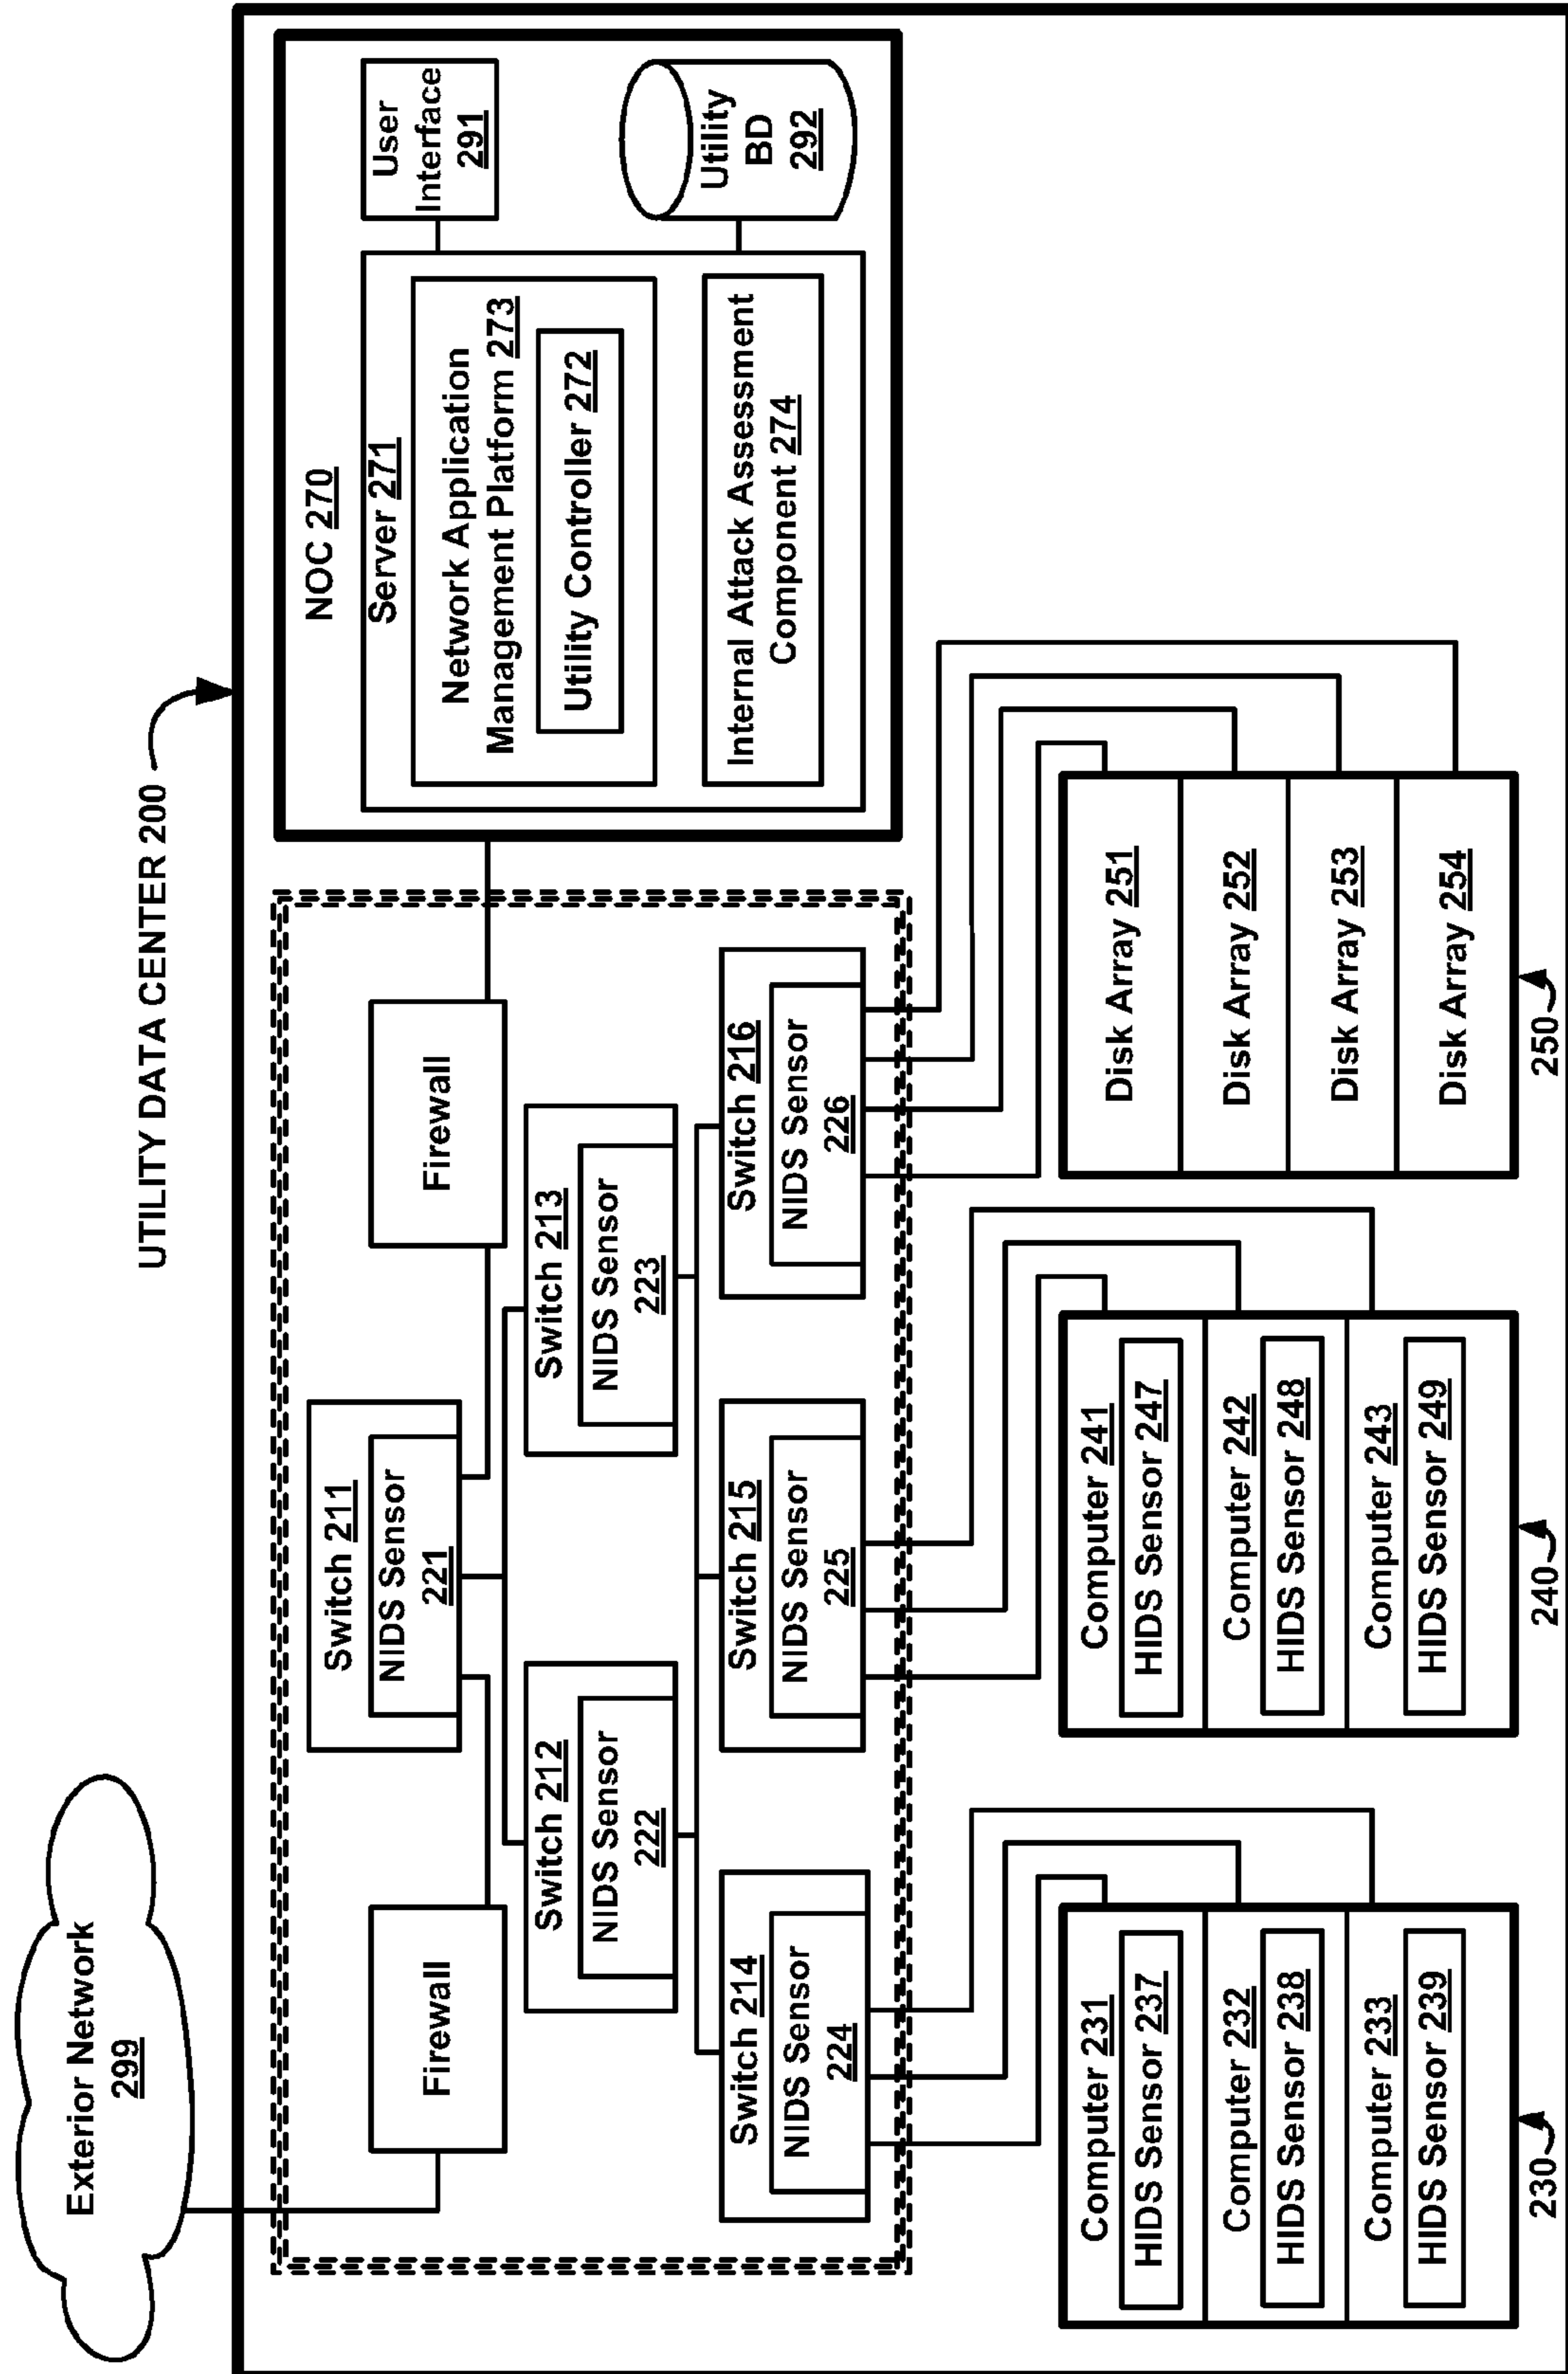 UTILITY DATA CENTER 200
Exterior Network
299
Firewall
Switch 211
NIDS Sensor
221
Firewall
Switch 212
NIDS Sensor
222
Switch 213
NIDS Sensor
223
Switch 214
NIDS Sensor
224
Switch 215
NIDS Sensor
225
Switch 216
NIDS Sensor
226
NOC 270
Server 271
Network Application
Management Platform 273
Utility Controller 272
Internal Attack Assessment
Component 274
User
Interface
291
Utility
BD
292
Computer 231
HIDS Sensor 237
Computer 232
HIDS Sensor 238
Computer 233
HIDS Sensor 239
230
Computer 241
HIDS Sensor 247
Computer 242
HIDS Sensor 248
Computer 243
HIDS Sensor 249
240
Disk Array 251
Disk Array 252
Disk Array 253
Disk Array 254
250